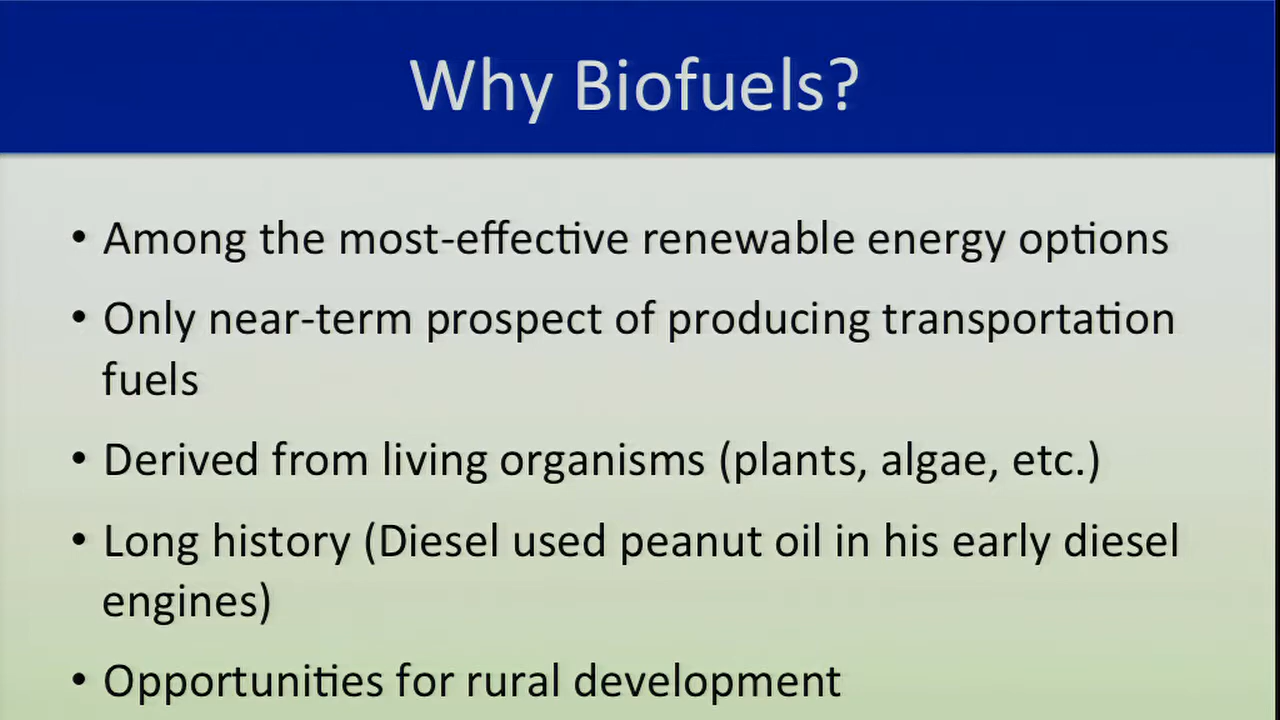 Why Biofuels?
• Among the most-effective renewable energy options
• Only near-term prospect of producing transportation
fuels
• Derived from living organisms (plants, algae, etc.)
• Long history (Diesel used peanut oil in his early diesel
engines)
• Opportunities for rural development